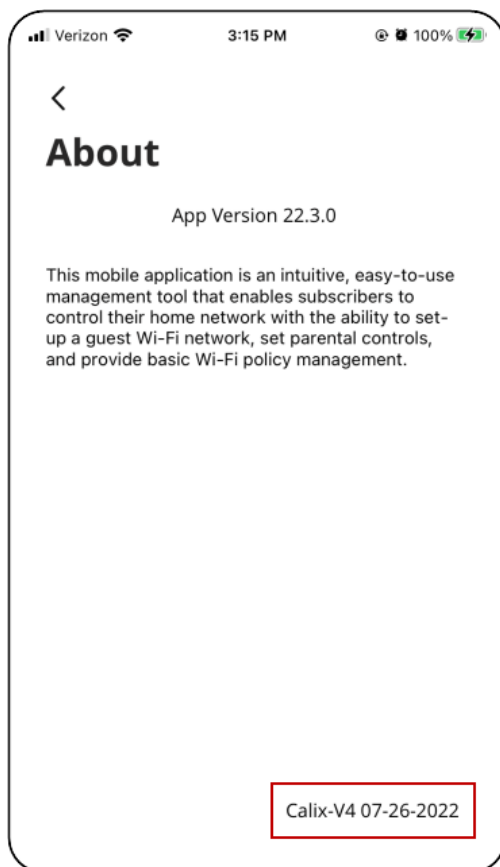 Verizon 3:15 PM 100%
About
App Version 22.3.0
This mobile application is an intuitive, easy-to-use
management tool that enables subscribers to
control their home network with the ability to set-
up a guest Wi-Fi network, set parental controls,
and provide basic Wi-Fi policy management.
Calix-V4 07-26-2022